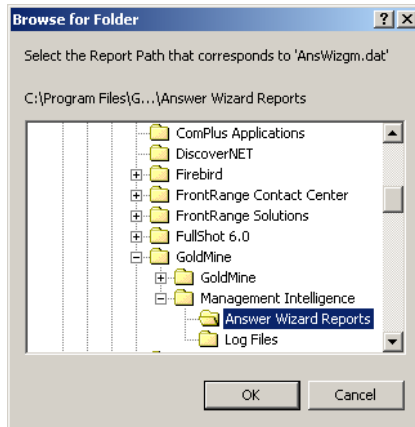 Browse for Folder
Select the Report Path that corresponds to 'AnsWizgm.dat'
C:\Program Files\G...\Answer Wizard Reports
ComPlus Applications
DiscoverNET
Firebird
FrontRange Contact Center
FrontRange Solutions
FullShot 6.0
GoldMine
GoldMine
Management Intelligence
Answer Wizard Reports
Log Files
OK Cancel